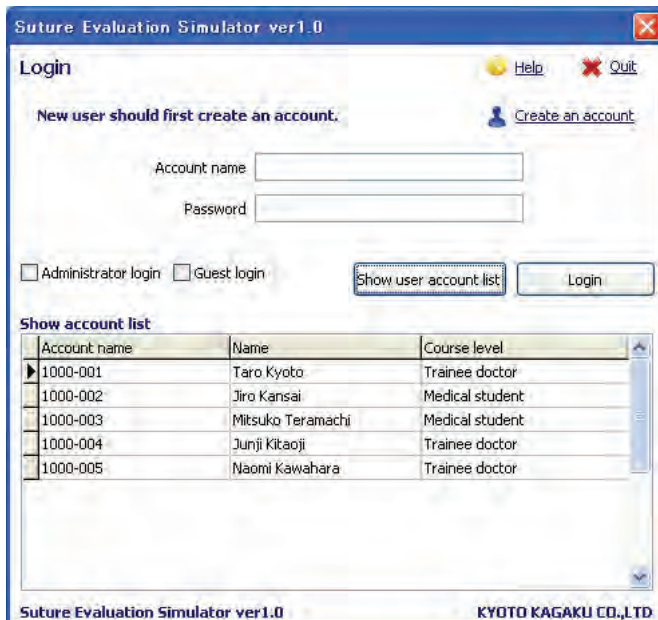 Suture Evaluation Simulator ver1.0
Login Help Quit
New user should first create an account. Create an account
Account name
Password
Administrator login Guest login Show user account list Login
Show account list
Account name Name Course level
1000-001 Taro Kyoto Trainee doctor
1000-002 Jiro Kansai Medical student
1000-003 Mitsuko Teramachi Medical student
1000-004 Junji Kitaoji Trainee doctor
1000-005 Naomi Kawahara Trainee doctor
Suture Evaluation Simulator ver1.0 KYOTO KAGAKU CO.,LTD